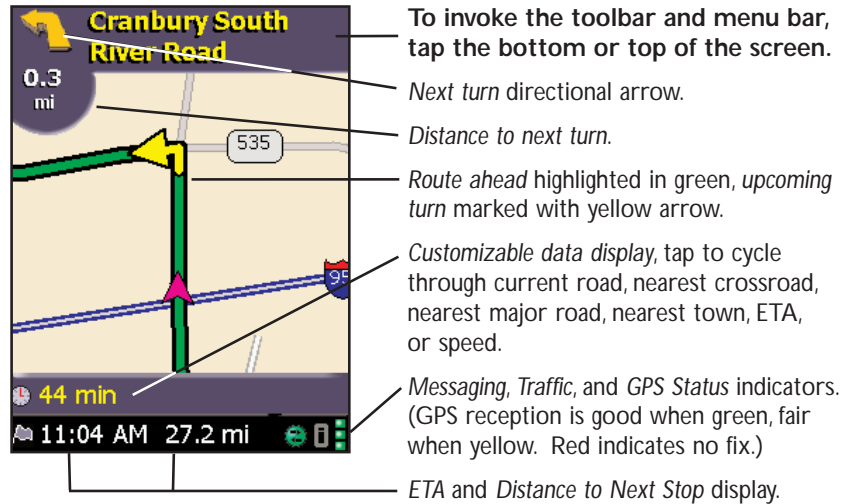 Cranbury South
River Road
0.3
mi
535
95
44 min
11:04 AM 27.2 mi
To invoke the toolbar and menu bar,
tap the bottom or top of the screen.
Next turn directional arrow.
Distance to next turn.
Route ahead highlighted in green, upcoming
turn marked with yellow arrow.
Customizable data display, tap to cycle
through current road, nearest crossroad,
nearest major road, nearest town, ETA,
or speed.
Messaging, Traffic, and GPS Status indicators.
(GPS reception is good when green, fair
when yellow. Red indicates no fix.)
ETA and Distance to Next Stop display.